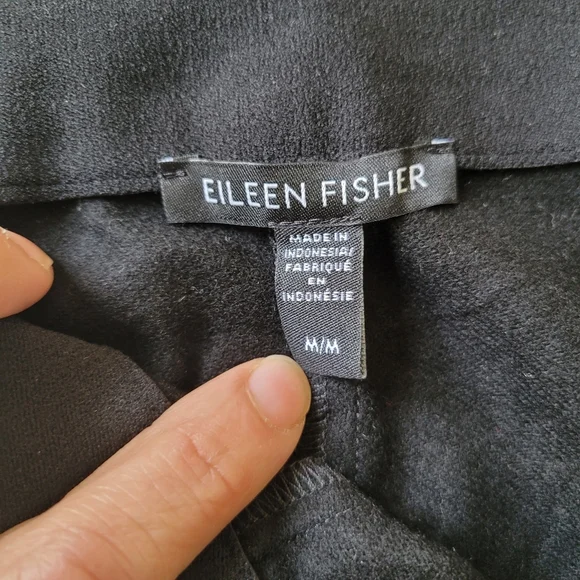 EILEEN FISHER
MADE IN
INDONESIA/
FABRIQUÉ
EN
INDONÉSIE
M/M